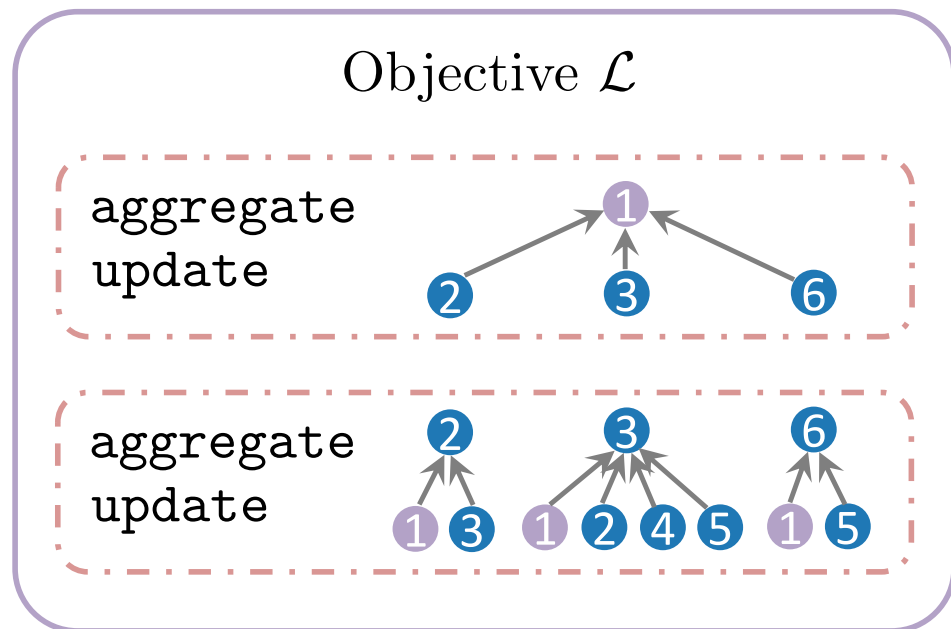 Objective ℒ
aggregate
update
1
2 3 6
aggregate
update
2 3 6
1 3 1 2 4 5 1 5